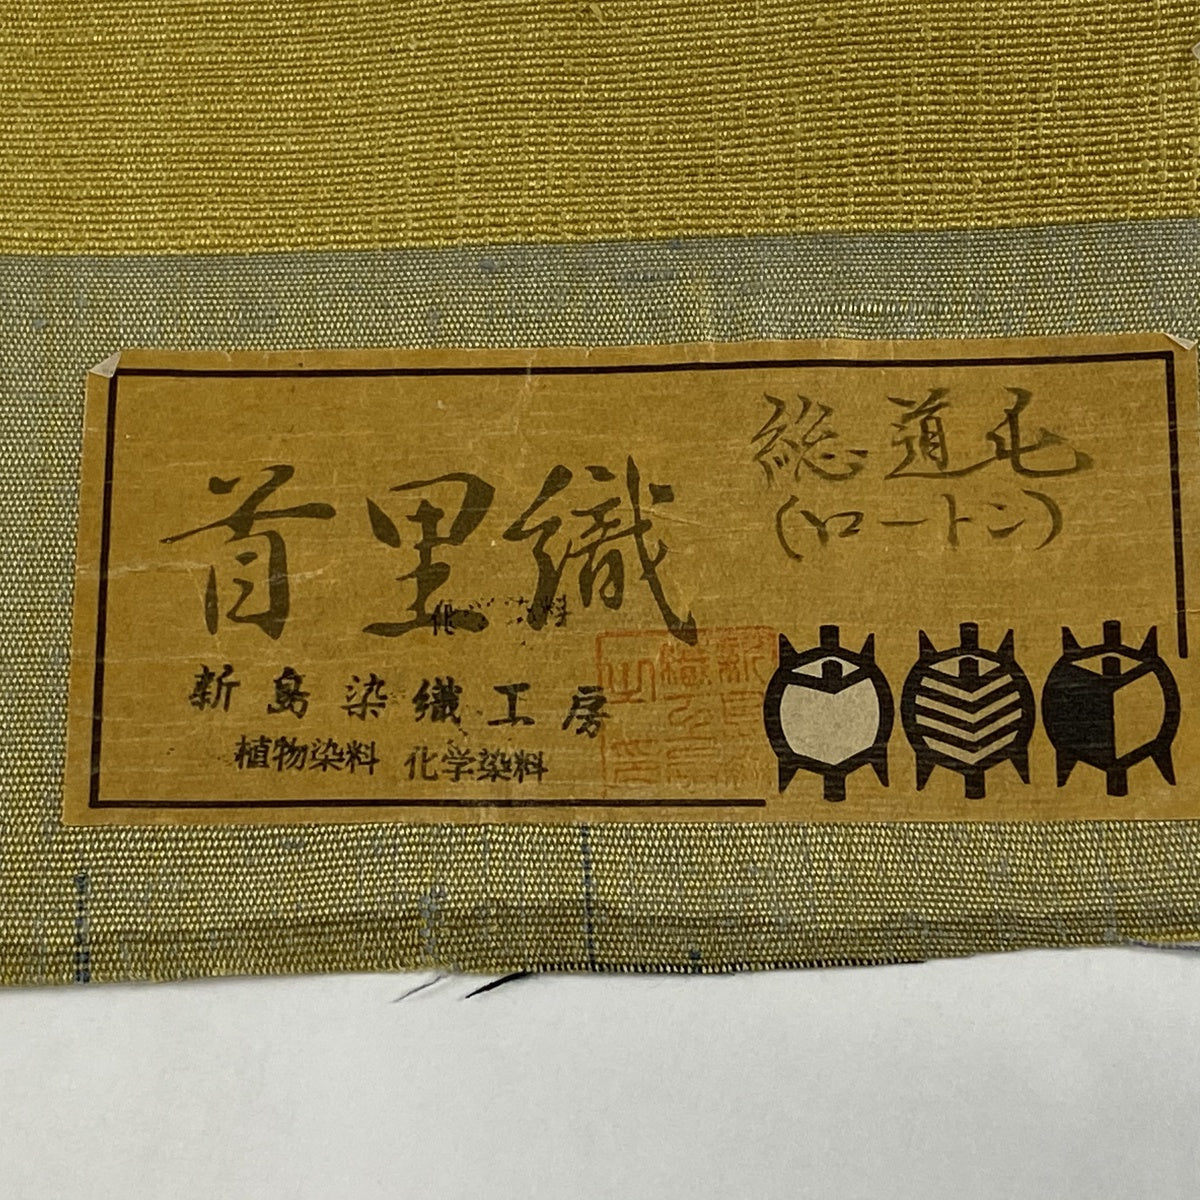 首里織
総道屯
(ロートン)
新島染織工房
植物染料 化学染料